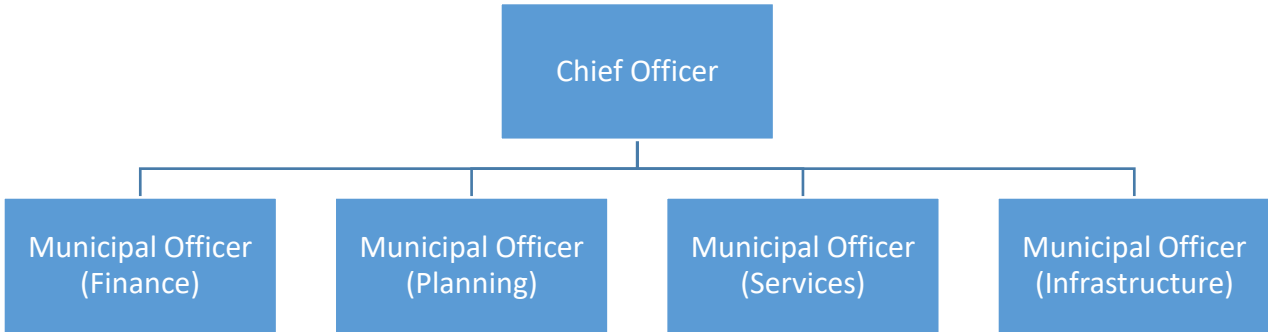 Chief Officer
Municipal Officer
(Finance)
Municipal Officer
(Planning)
Municipal Officer
(Services)
Municipal Officer
(Infrastructure)